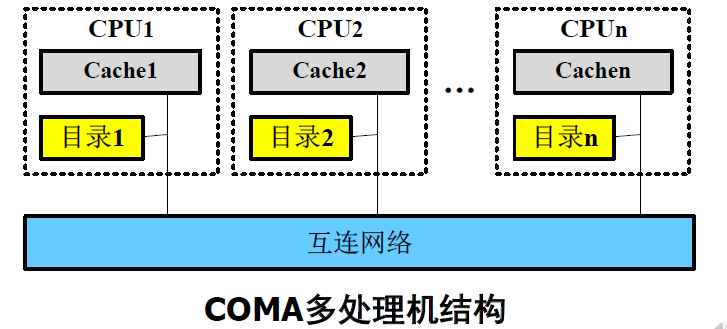 CPU1 CPU2 CPUn
Cache1 Cache2 Cachen
…
目录1 目录2 目录n
互连网络
COMA多处理机结构